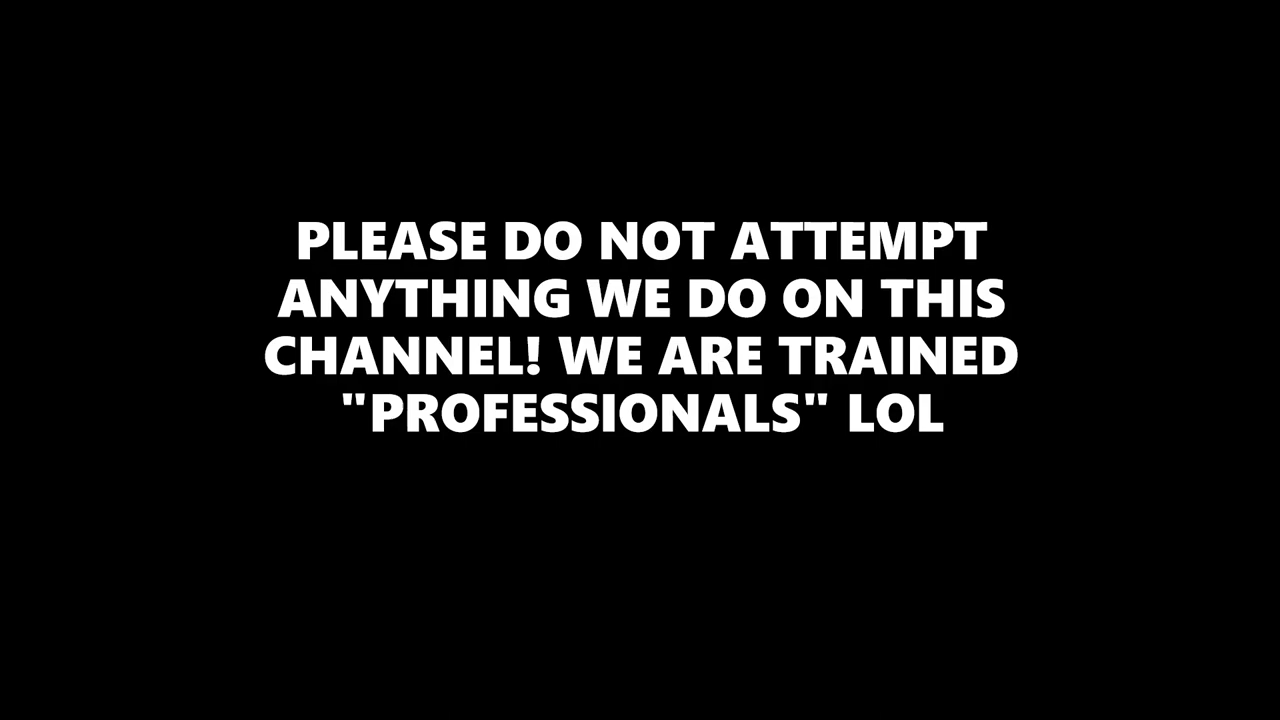 PLEASE DO NOT ATTEMPT
ANYTHING WE DO ON THIS
CHANNEL! WE ARE TRAINED
"PROFESSIONALS" LOL